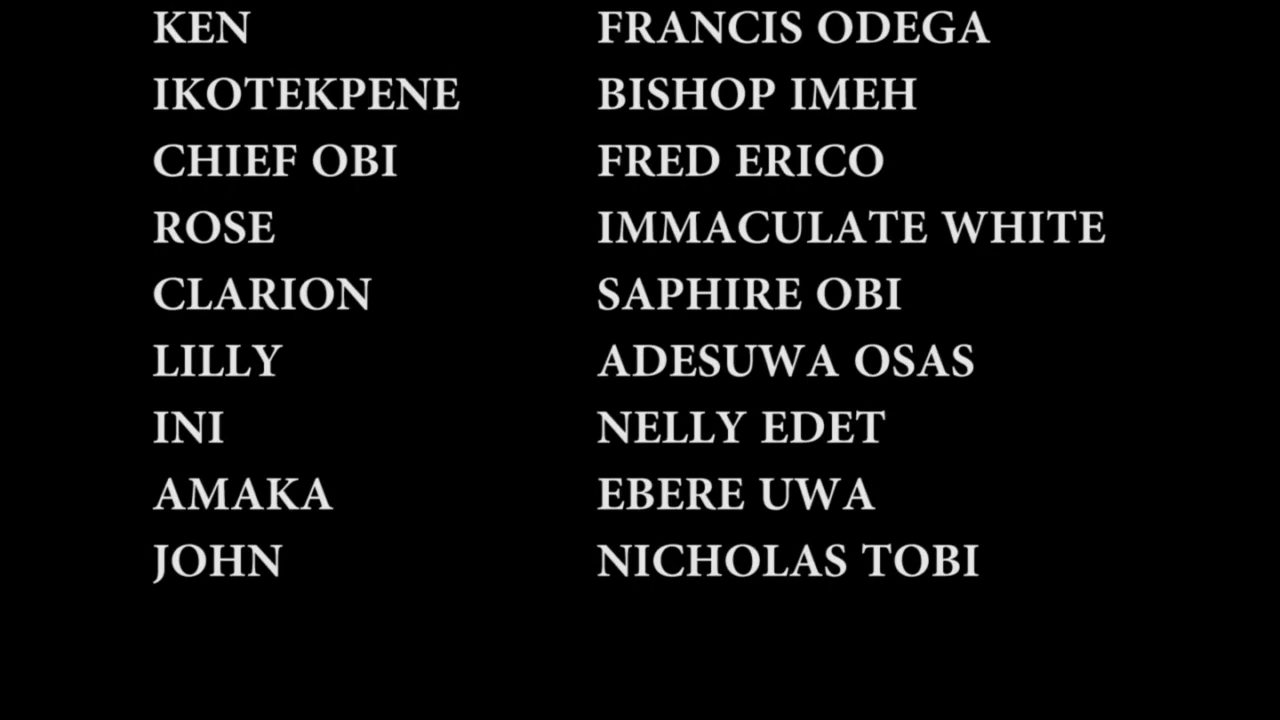 KEN FRANCIS ODEGA
IKOTEKPENE BISHOP IMEH
CHIEF OBI FRED ERICO
ROSE IMMACULATE WHITE
CLARION SAPHIRE OBI
LILLY ADESUWA OSAS
INI NELLY EDET
AMAKA EBERE UWA
JOHN NICHOLAS TOBI